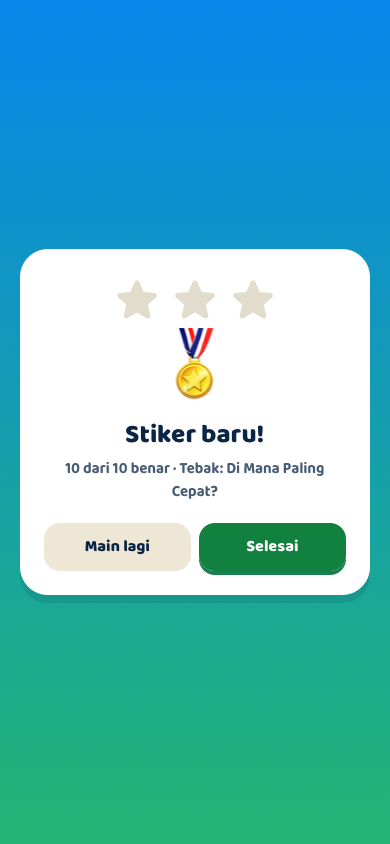 Stiker baru!
10 dari 10 benar · Tebak: Di Mana Paling
Cepat?
Main lagi
Selesai